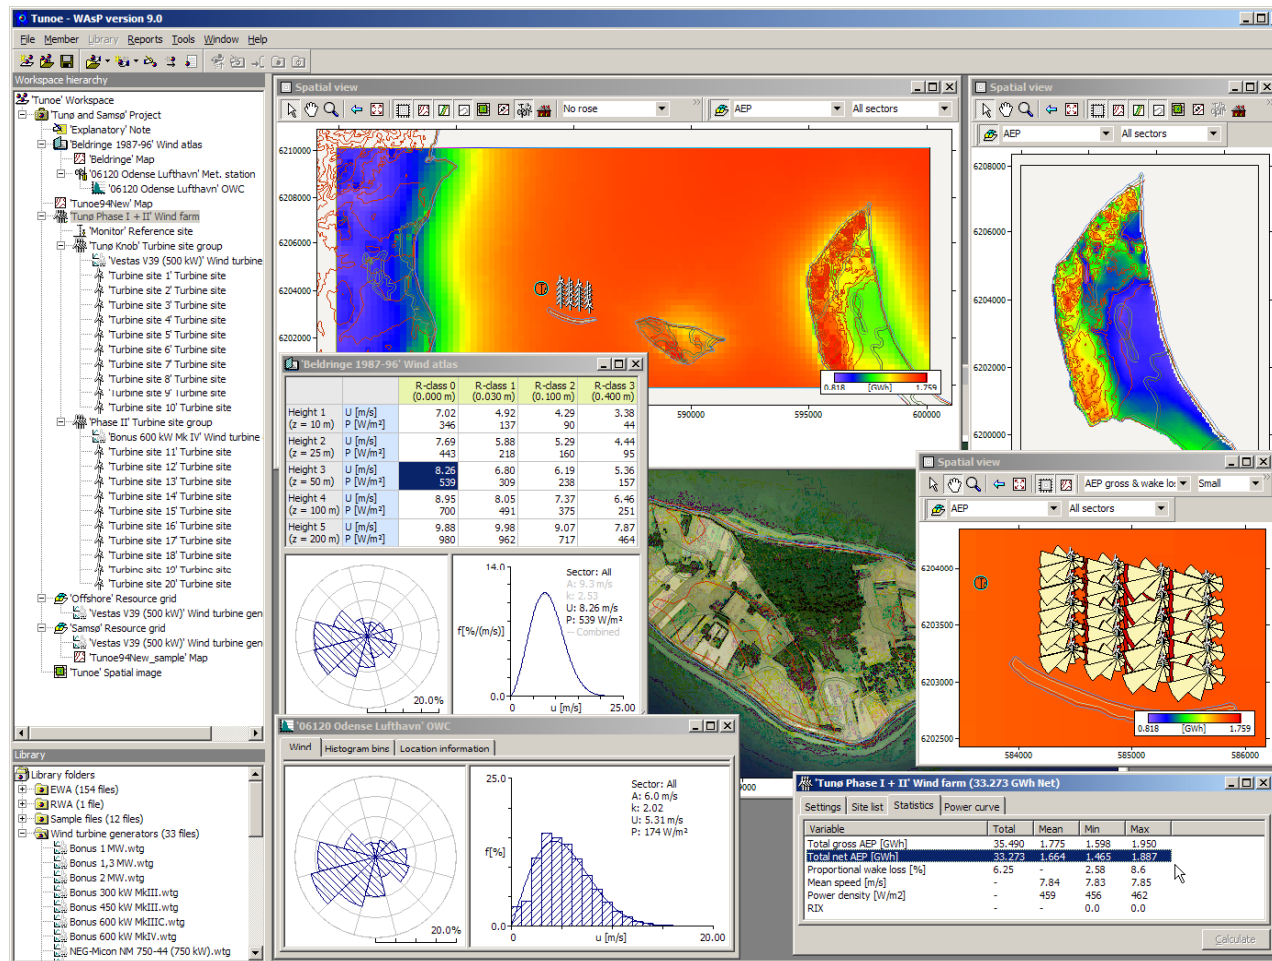 Tunoe - WAsP version 9.0
File Member Library Reports Tools Window Help
Workspace hierarchy
'Tunoe' Workspace
'Tunø and Samsø' Project
'Explanatory' Note
'Beldringe 1987-96' Wind atlas
'Beldringe' Map
'06120 Odense Lufthavn' Met. station
'06120 Odense Lufthavn' OWC
'Tunoe94New' Map
'Tunø Phase I + II' Wind farm
'Monitor' Reference site
'Tunø Knob' Turbine site group
'Vestas V39 (500 kW)' Wind turbine
'Turbine site 1' Turbine site
'Turbine site 2' Turbine site
'Turbine site 3' Turbine site
'Turbine site 4' Turbine site
'Turbine site 5' Turbine site
'Turbine site 6' Turbine site
'Turbine site 7' Turbine site
'Turbine site 8' Turbine site
'Turbine site 9' Turbine site
'Turbine site 10' Turbine site
'Phase II' Turbine site group
'Bonus 600 kW Mk IV' Wind turbine
'Turbine site 11' Turbine site
'Turbine site 12' Turbine site
'Turbine site 13' Turbine site
'Turbine site 14' Turbine site
'Turbine site 15' Turbine site
'Turbine site 16' Turbine site
'Turbine site 17' Turbine site
'Turbine site 18' Turbine site
'Turbine site 19' Turbine site
'Turbine site 20' Turbine site
'Offshore' Resource grid
'Vestas V39 (500 kW)' Wind turbine gen
'Samsø' Resource grid
'Vestas V39 (500 kW)' Wind turbine gen
'Tunoe94New_sample' Map
'Tunoe' Spatial image
Library
Library folders
EWA (154 files)
RWA (1 file)
Sample files (12 files)
Wind turbine generators (33 files)
Bonus 1 MW.wtg
Bonus 1,3 MW.wtg
Bonus 2 MW.wtg
Bonus 300 kW MkIII.wtg
Bonus 450 kW MkIII.wtg
Bonus 600 kW MkIIIC.wtg
Bonus 600 kW MkIV.wtg
NEG-Micon NM 750-44 (750 kW).wtg
Spatial view
No rose AEP All sectors
6210000
6208000
6206000
6204000
6202000
590000 595000 600000
0.818 [GWh] 1.759
Spatial view
AEP All sectors
6208000
6206000
6204000
6202000
6200000
'Beldringe 1987-96' Wind atlas
R-class 0 R-class 1 R-class 2 R-class 3
(0.000 m) (0.030 m) (0.100 m) (0.400 m)
Height 1 U [m/s] 7.02 4.92 4.29 3.38
(z = 10 m) P [W/m²] 346 137 90 44
Height 2 U [m/s] 7.69 5.88 5.29 4.44
(z = 25 m) P [W/m²] 443 218 160 95
Height 3 U [m/s] 8.26 6.80 6.19 5.36
(z = 50 m) P [W/m²] 539 309 238 157
Height 4 U [m/s] 8.95 8.05 7.37 6.46
(z = 100 m) P [W/m²] 700 491 375 251
Height 5 U [m/s] 9.88 9.98 9.07 7.87
(z = 200 m) P [W/m²] 980 962 717 464
20.0%
14.0
f[%/(m/s)]
0.0
0 u [m/s] 25.00
Sector: All
A: 9.3 m/s
k: 2.53
U: 8.26 m/s
P: 539 W/m²
— Combined
'06120 Odense Lufthavn' OWC
Wind Histogram bins Location information
20.0%
25.0
f[%]
0.0
0 u [m/s] 20.00
Sector: All
A: 6.0 m/s
k: 2.02
U: 5.31 m/s
P: 174 W/m²
Spatial view
AEP gross & wake los Small
AEP All sectors
6204000
6203500
6203000
6202500
584000 585000 586000
0.818 [GWh] 1.759
'Tunø Phase I + II' Wind farm (33.273 GWh Net)
Settings Site list Statistics Power curve
Variable Total Mean Min Max
Total gross AEP [GWh] 35.490 1.775 1.598 1.950
Total net AEP [GWh] 33.273 1.664 1.465 1.887
Proportional wake loss [%] 6.25 - 2.58 8.6
Mean speed [m/s] - 7.84 7.83 7.85
Power density [W/m2] - 459 456 462
RIX - - 0.0 0.0
Calculate